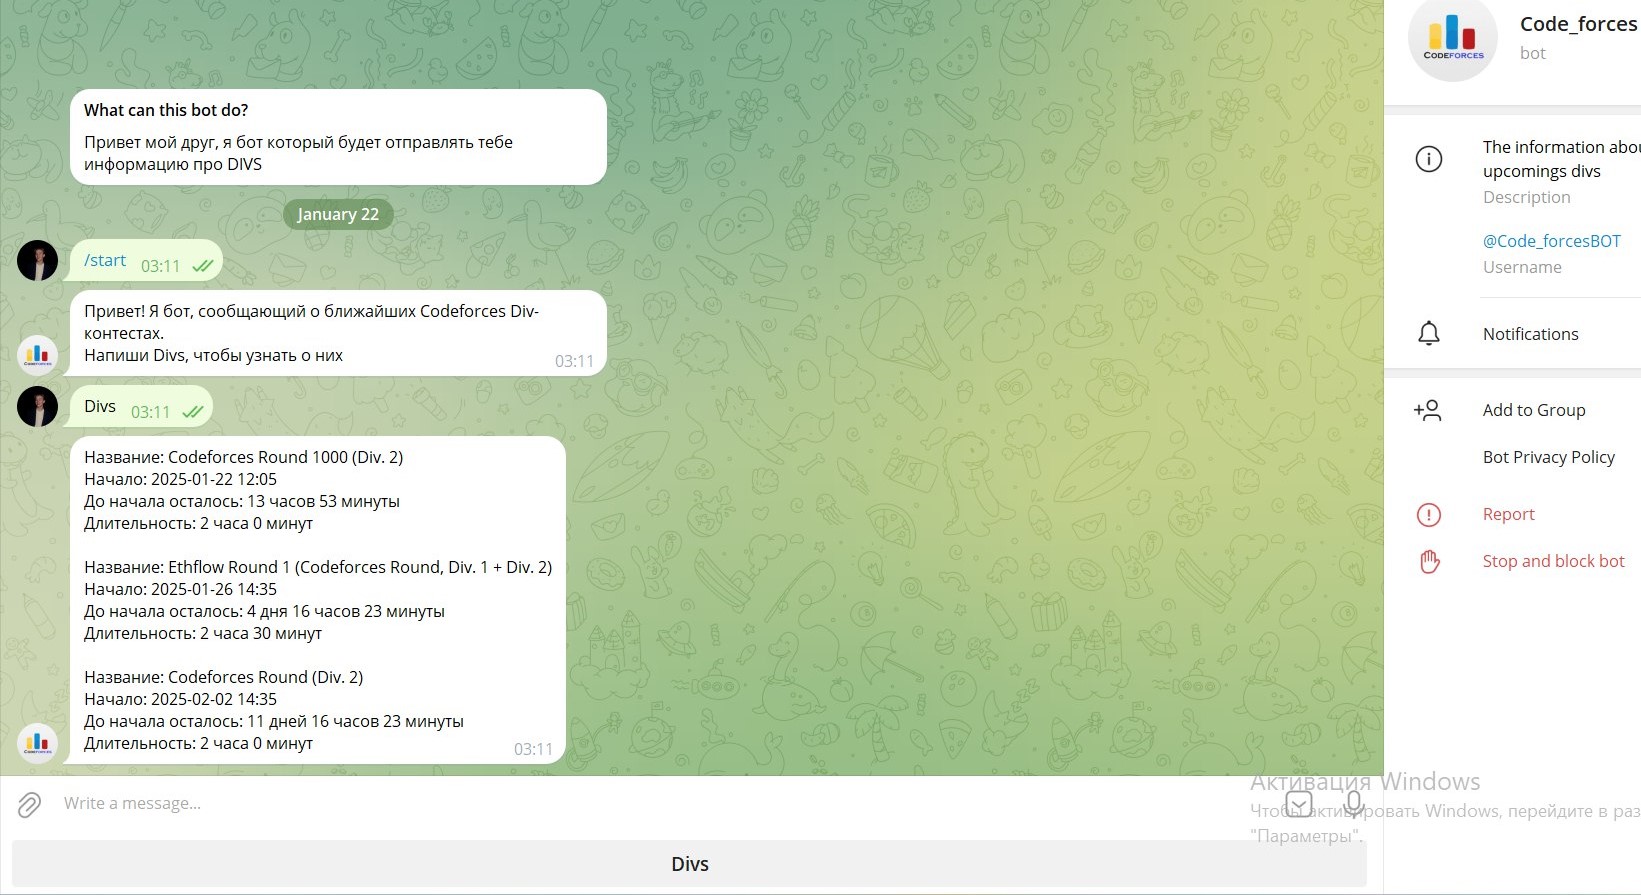 What can this bot do?
Привет мой друг, я бот который будет отправлять тебе
информацию про DIVS
January 22
/start 03:11
Привет! Я бот, сообщающий о ближайших Codeforces Div-
контестах.
Напиши Divs, чтобы узнать о них
03:11
CODEFORCES
Divs 03:11
Название: Codeforces Round 1000 (Div. 2)
Начало: 2025-01-22 12:05
До начала осталось: 13 часов 53 минуты
Длительность: 2 часа 0 минут
Название: Ethflow Round 1 (Codeforces Round, Div. 1 + Div. 2)
Начало: 2025-01-26 14:35
До начала осталось: 4 дня 16 часов 23 минуты
Длительность: 2 часа 30 минут
Название: Codeforces Round (Div. 2)
Начало: 2025-02-02 14:35
До начала осталось: 11 дней 16 часов 23 минуты
Длительность: 2 часа 0 минут
03:11
CODEFORCES
Write a message...
Divs
CODEFORCES
Code_forces
bot
The information abou
upcomings divs
Description
@Code_forcesBOT
Username
Notifications
Add to Group
Bot Privacy Policy
Report
Stop and block bot
Активация Windows
Чтобы активировать Windows, перейдите в раз
"Параметры".